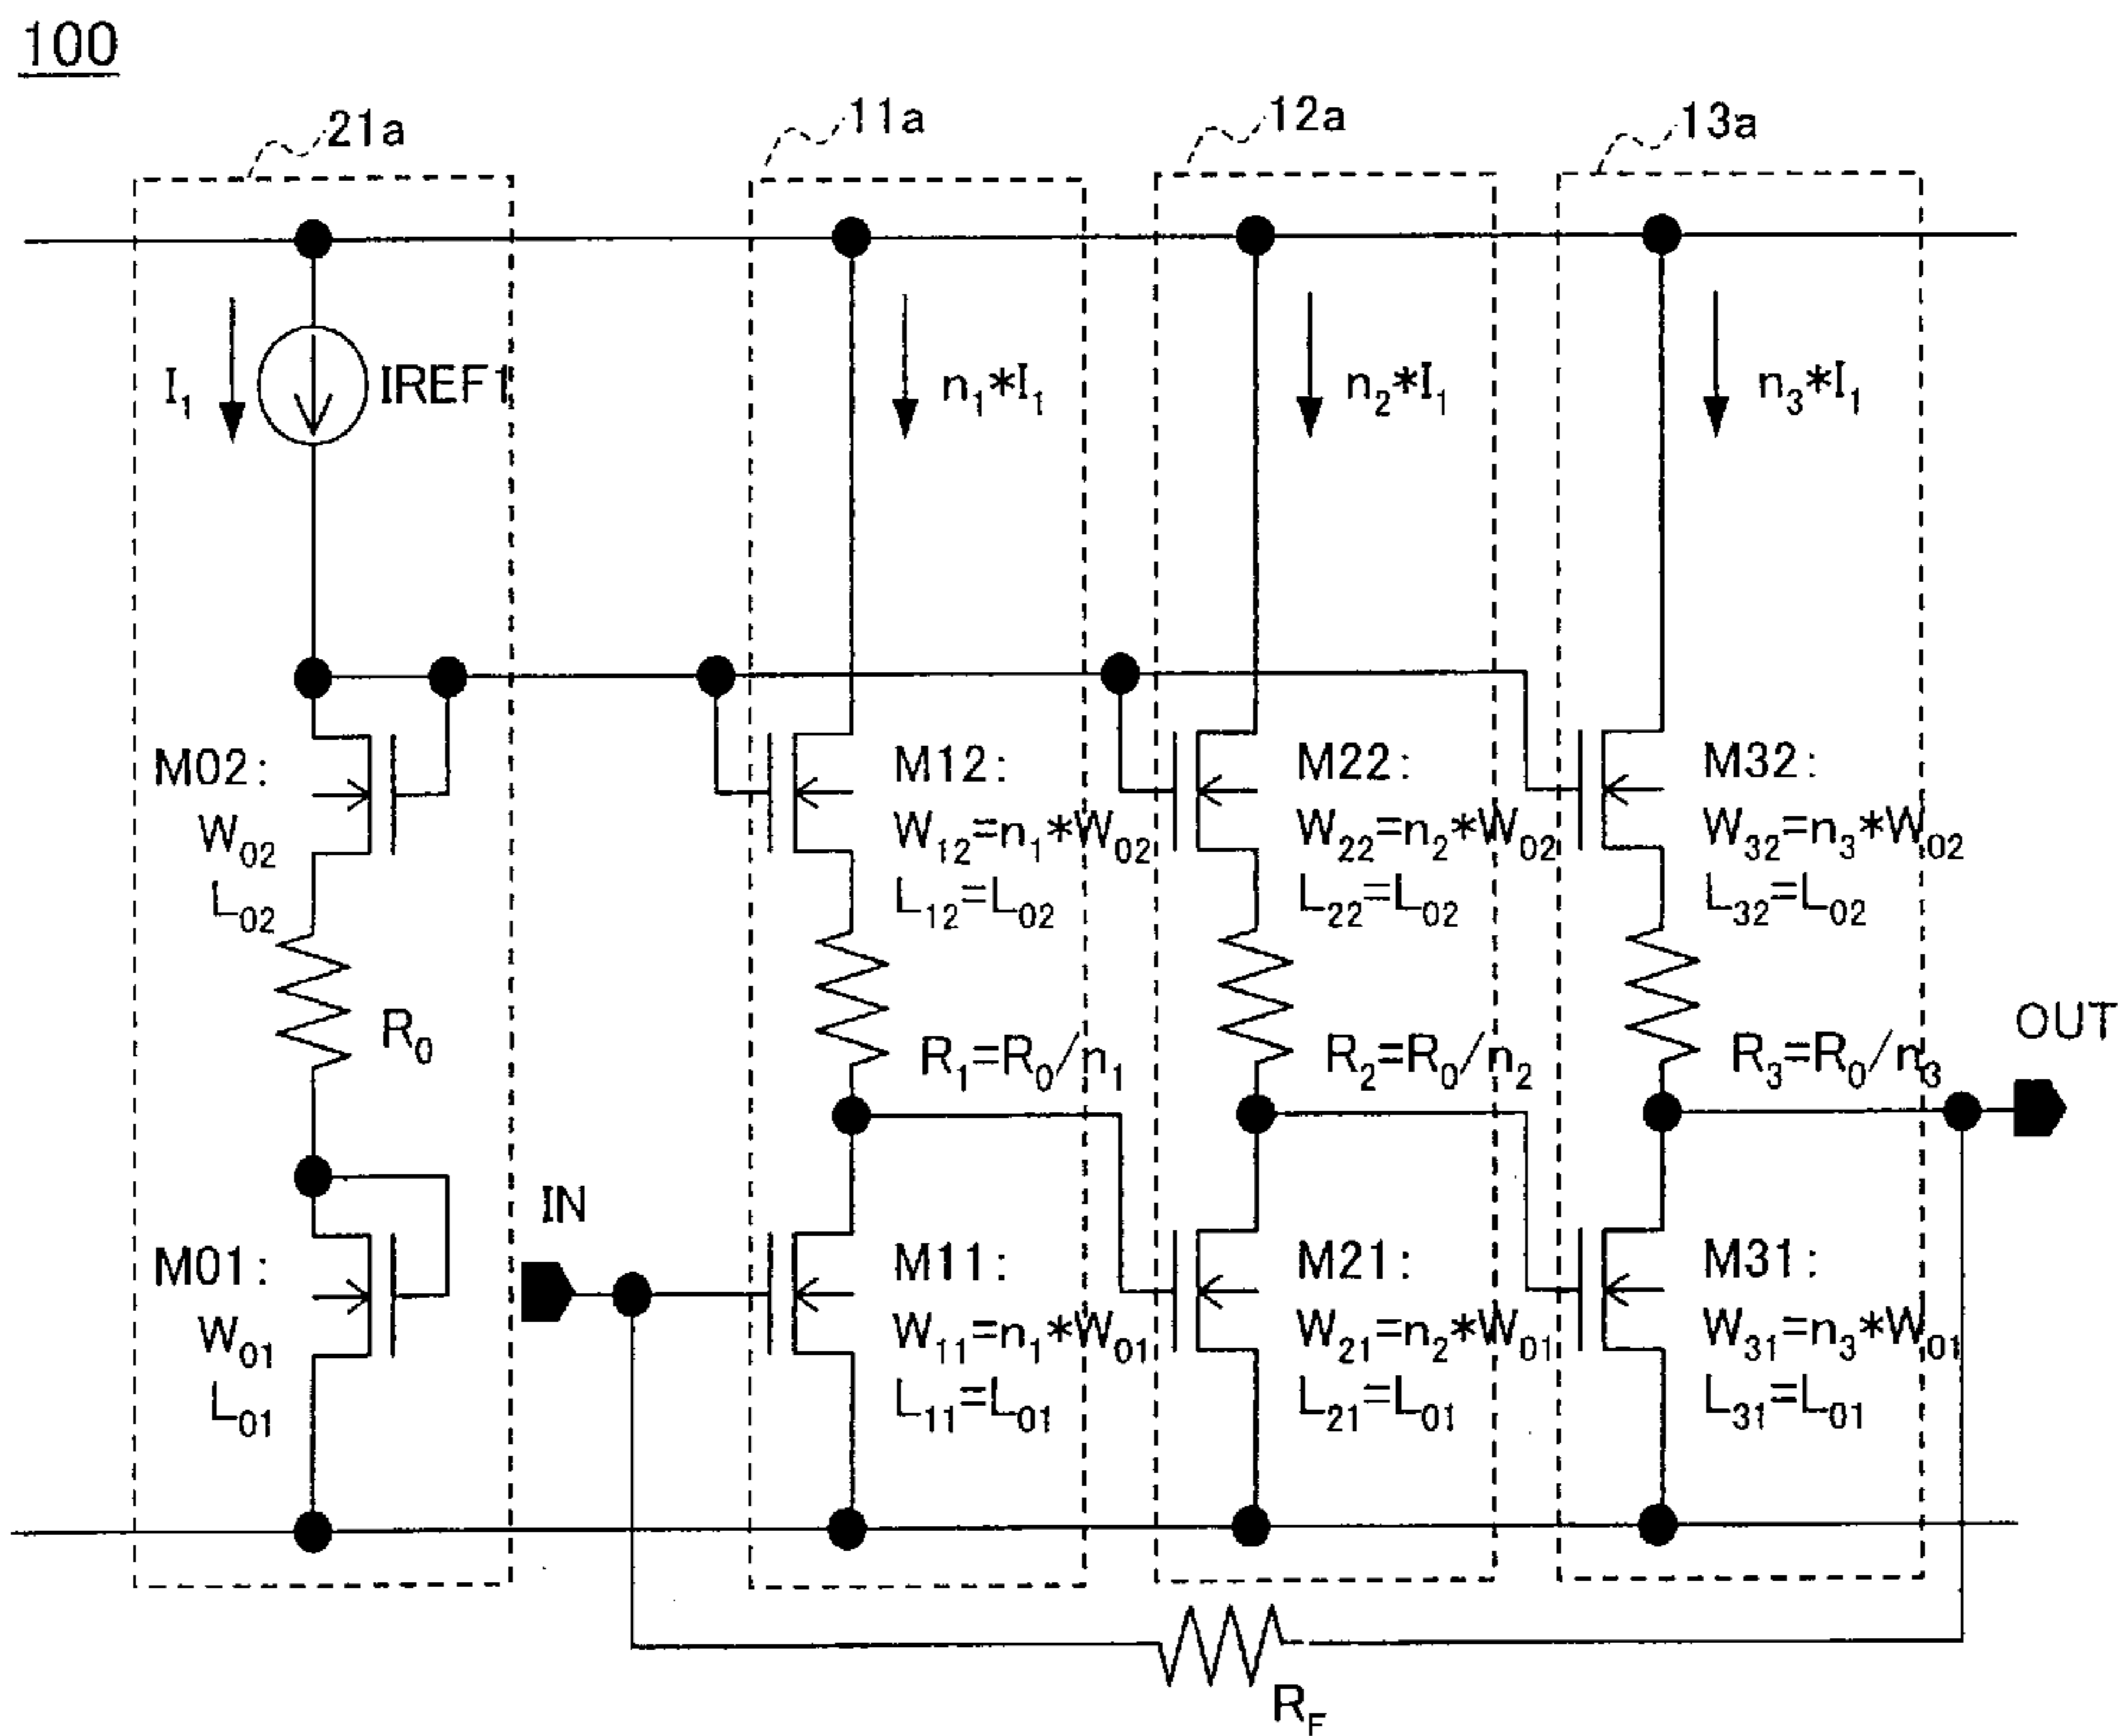 100
21a
11a
12a
13a
I₁
IREF1
n₁*I₁
n₂*I₁
n₃*I₁
M02:
W₀₂
L₀₂
M12:
W₁₂=n₁*W₀₂
L₁₂=L₀₂
M22:
W₂₂=n₂*W₀₂
L₂₂=L₀₂
M32:
W₃₂=n₃*W₀₂
L₃₂=L₀₂
R₀
R₁=R₀/n₁
R₂=R₀/n₂
R₃=R₀/n₃
OUT
IN
M01:
W₀₁
L₀₁
M11:
W₁₁=n₁*W₀₁
L₁₁=L₀₁
M21:
W₂₁=n₂*W₀₁
L₂₁=L₀₁
M31:
W₃₁=n₃*W₀₁
L₃₁=L₀₁
R_F